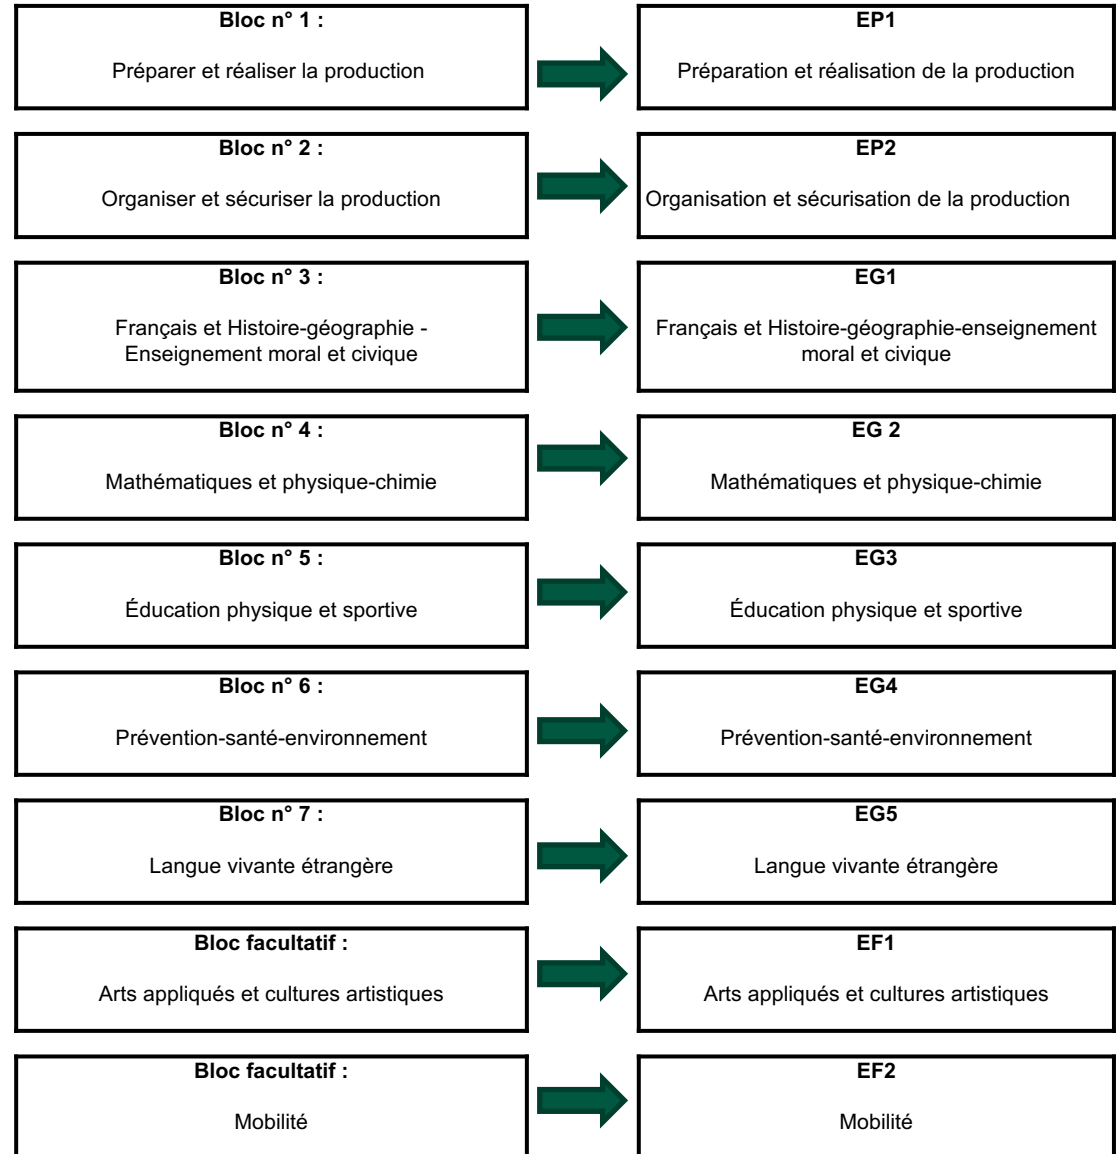 Bloc n° 1 :
Préparer et réaliser la production
EP1
Préparation et réalisation de la production
Bloc n° 2 :
Organiser et sécuriser la production
EP2
Organisation et sécurisation de la production
Bloc n° 3 :
Français et Histoire-géographie -
Enseignement moral et civique
EG1
Français et Histoire-géographie-enseignement
moral et civique
Bloc n° 4 :
Mathématiques et physique-chimie
EG 2
Mathématiques et physique-chimie
Bloc n° 5 :
Éducation physique et sportive
EG3
Éducation physique et sportive
Bloc n° 6 :
Prévention-santé-environnement
EG4
Prévention-santé-environnement
Bloc n° 7 :
Langue vivante étrangère
EG5
Langue vivante étrangère
Bloc facultatif :
Arts appliqués et cultures artistiques
EF1
Arts appliqués et cultures artistiques
Bloc facultatif :
Mobilité
EF2
Mobilité